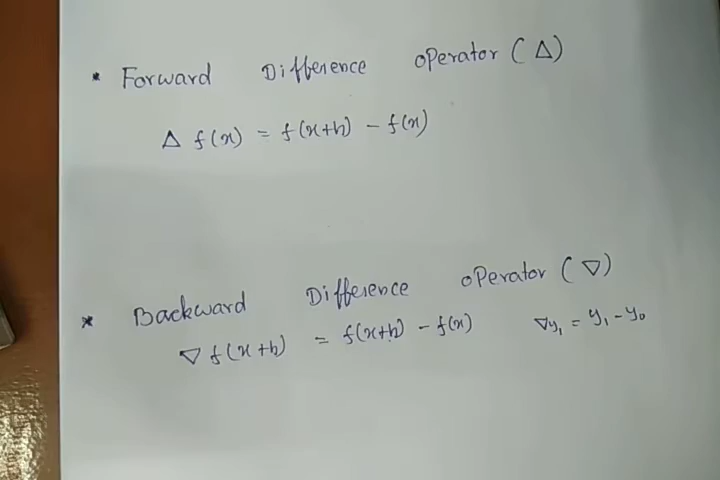 * Forward Difference operator (Δ)
Δ f(x) = f(x+h) - f(x)
* Backward Difference operator (∇)
∇ f(x+h) = f(x+h) - f(x) ∇y₁ = y₁ - y₀